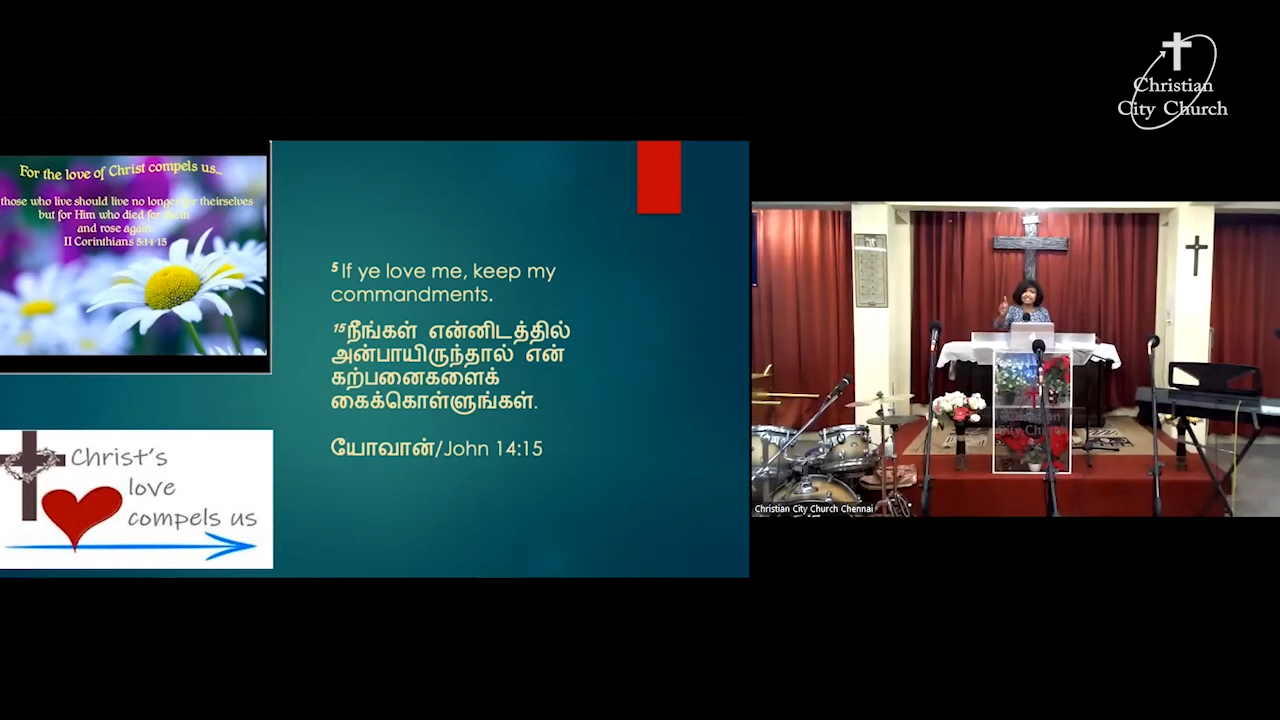 Christian
City Church
For the love of Christ compels us...
those who live should live no longer for theirselves
but for Him who died for them
and rose again.
II Corinthians 5:14 15
5 If ye love me, keep my
commandments.
15 நீங்கள் என்னிடத்தில்
அன்பாயிருந்தால் என்
கற்பனைகளைக்
கைக்கொள்ளுங்கள்.
யோவான்/John 14:15
Christ's
love
compels us
City Church
Christian City Church Chennai